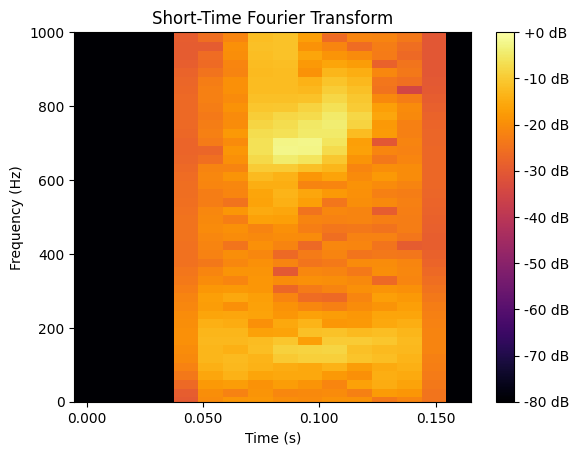 Short-Time Fourier Transform
Frequency (Hz)
1000
800
600
400
200
0
0.000
0.050
0.100
0.150
Time (s)
+0 dB
-10 dB
-20 dB
-30 dB
-40 dB
-50 dB
-60 dB
-70 dB
-80 dB